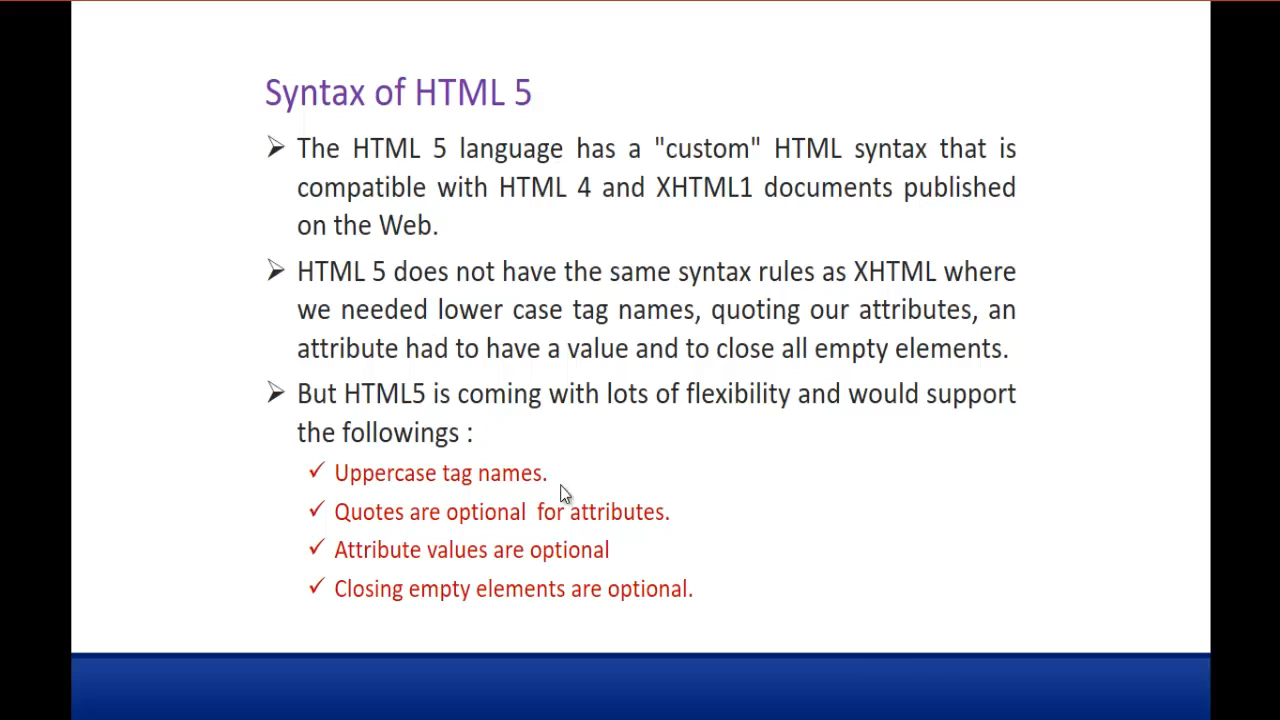 Syntax of HTML 5
The HTML 5 language has a "custom" HTML syntax that is
compatible with HTML 4 and XHTML1 documents published
on the Web.
HTML 5 does not have the same syntax rules as XHTML where
we needed lower case tag names, quoting our attributes, an
attribute had to have a value and to close all empty elements.
But HTML5 is coming with lots of flexibility and would support
the followings :
Uppercase tag names.
Quotes are optional for attributes.
Attribute values are optional
Closing empty elements are optional.